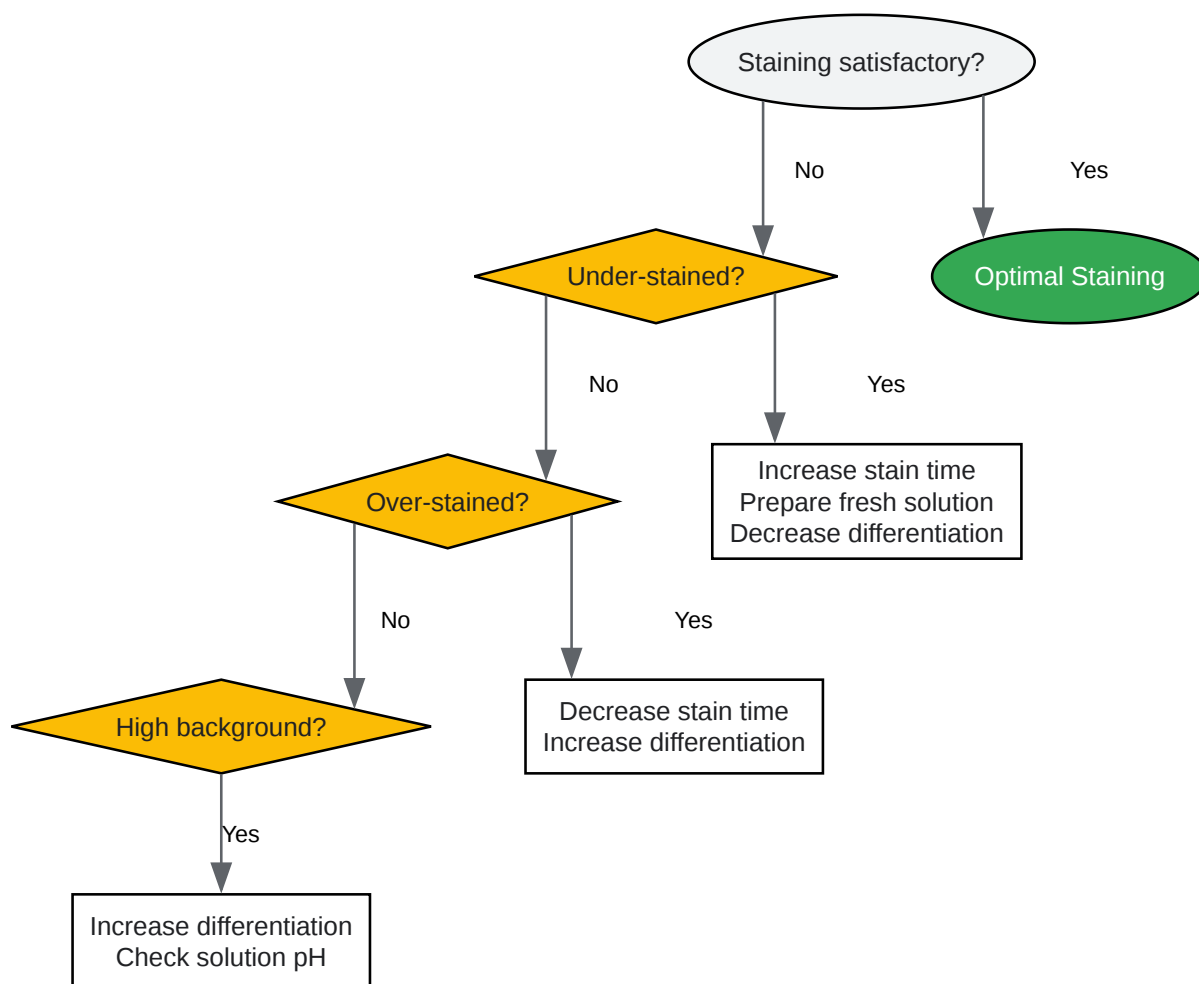 Staining satisfactory?
No
Yes
Under-stained?
Optimal Staining
No
Yes
Increase stain time
Prepare fresh solution
Decrease differentiation
Over-stained?
No
Yes
Decrease stain time
Increase differentiation
High background?
Yes
Increase differentiation
Check solution pH